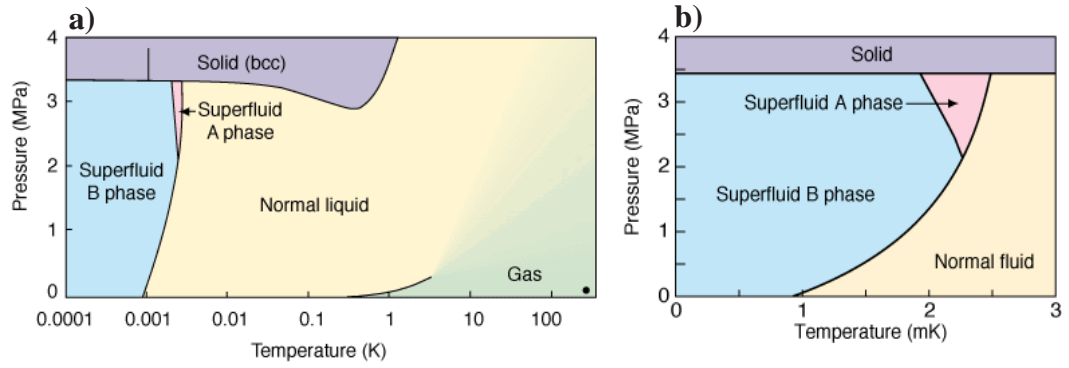 a)
4
3
2
1
0
Pressure (MPa)
Solid (bcc)
Superfluid
A phase
Superfluid
B phase
Normal liquid
Gas
0.0001
0.001
0.01
0.1
1
10
100
Temperature (K)
b)
4
3
2
1
0
Pressure (MPa)
Solid
Superfluid A phase
Superfluid B phase
Normal fluid
0
1
2
3
Temperature (mK)